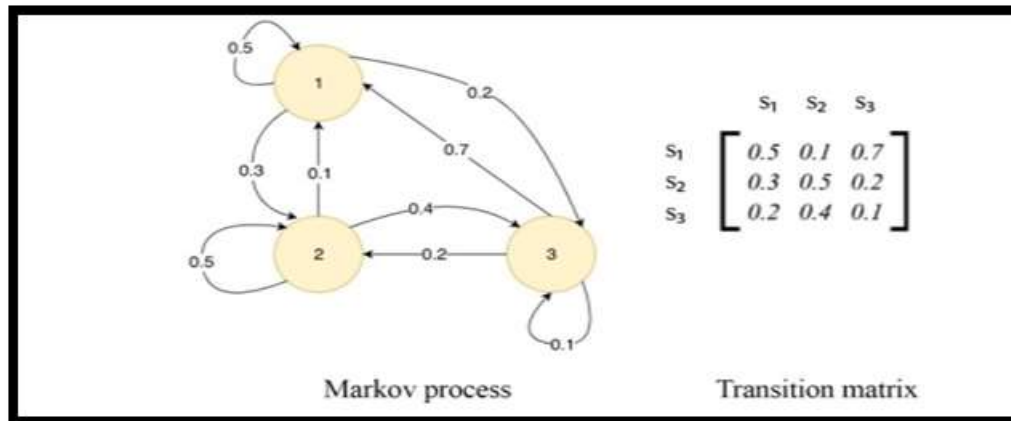 0.5
1
0.2
0.7
0.3
0.1
0.4
2
0.2
3
0.5
0.1
S1 S2 S3
S1 0.5 0.1 0.7
S2 0.3 0.5 0.2
S3 0.2 0.4 0.1
Markov process
Transition matrix